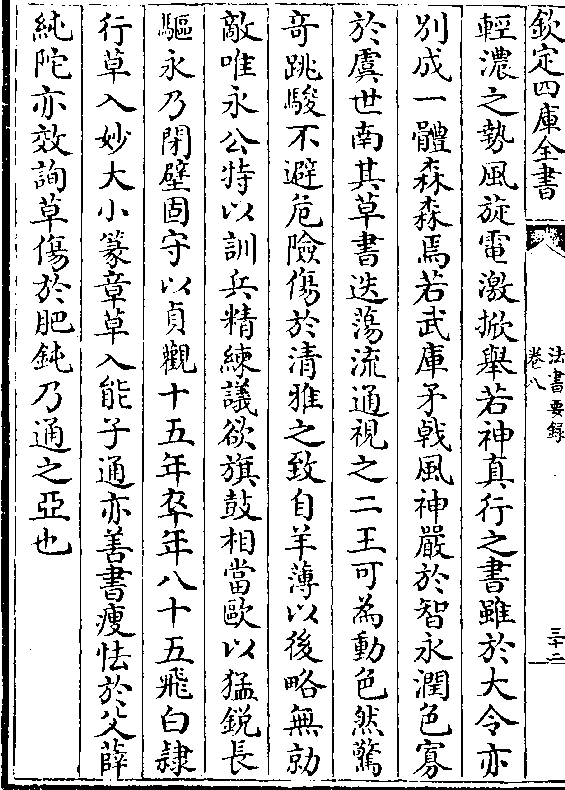 欽定四庫全書
法書要録
卷八
三十二
輕濃之勢風旋電激掀舉若神真行之書雖於大令亦
别成一體森森焉若武庫矛㦸風神嚴於智永潤色寡
於虞世南其草書迭蕩流通視之二王可為動色然驚
竒跳駿不避危險傷於清雅之致自羊薄以後略無勍
敵唯永公特以訓兵精練議欲旗鼓相當歐以猛鋭長
驅永乃閉壁固守以貞觀十五年卒年八十五飛白隷
行草入妙大小篆章草入能子通亦善書瘦怯於父薛
純陀亦效詢草傷於肥鈍乃通之亞也